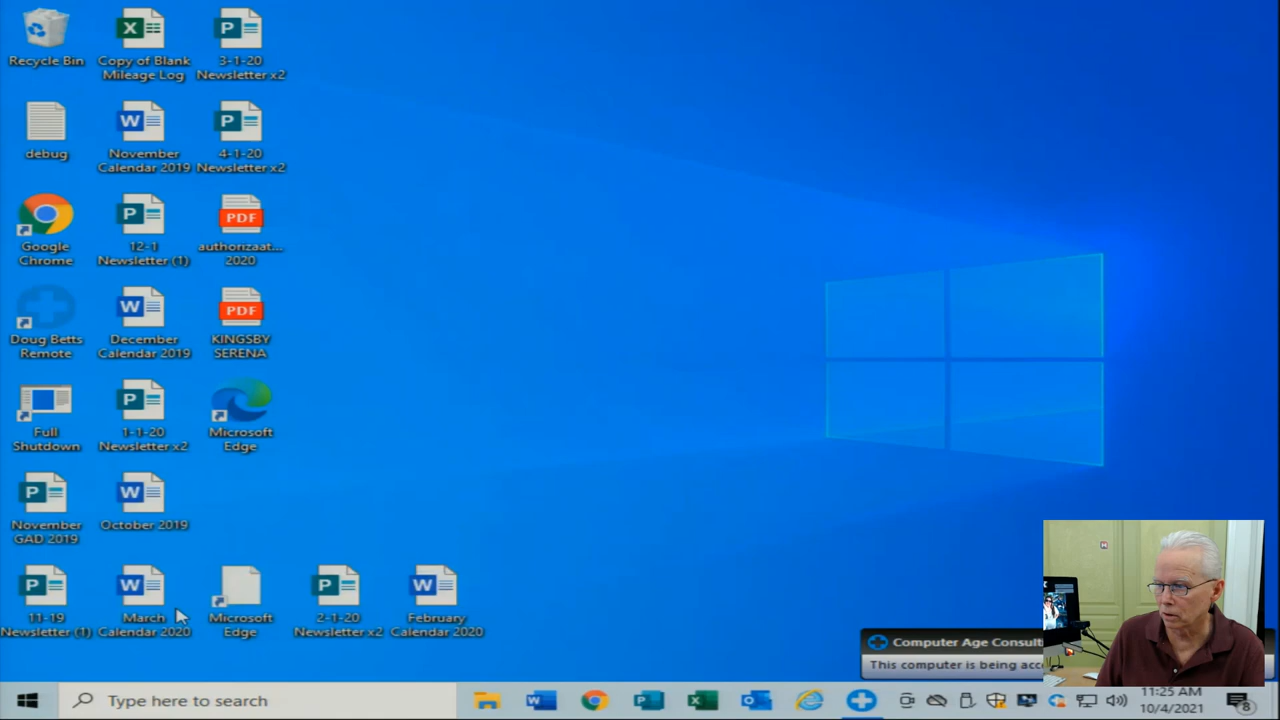 Recycle Bin
Copy of Blank
Mileage Log
3-1-20
Newsletter x2
debug
November
Calendar 2019
4-1-20
Newsletter x2
Google
Chrome
12-1
Newsletter (1)
PDF
authorizaat...
2020
Doug Betts
Remote
December
Calendar 2019
PDF
KINGSBY
SERENA
Full
Shutdown
1-1-20
Newsletter x2
Microsoft
Edge
November
GAD 2019
October 2019
11-19
Newsletter (1)
March
Calendar 2020
Microsoft
Edge
2-1-20
Newsletter x2
February
Calendar 2020
Computer Age Consult
This computer is being acc
Type here to search
11:25 AM
10/4/2021
8